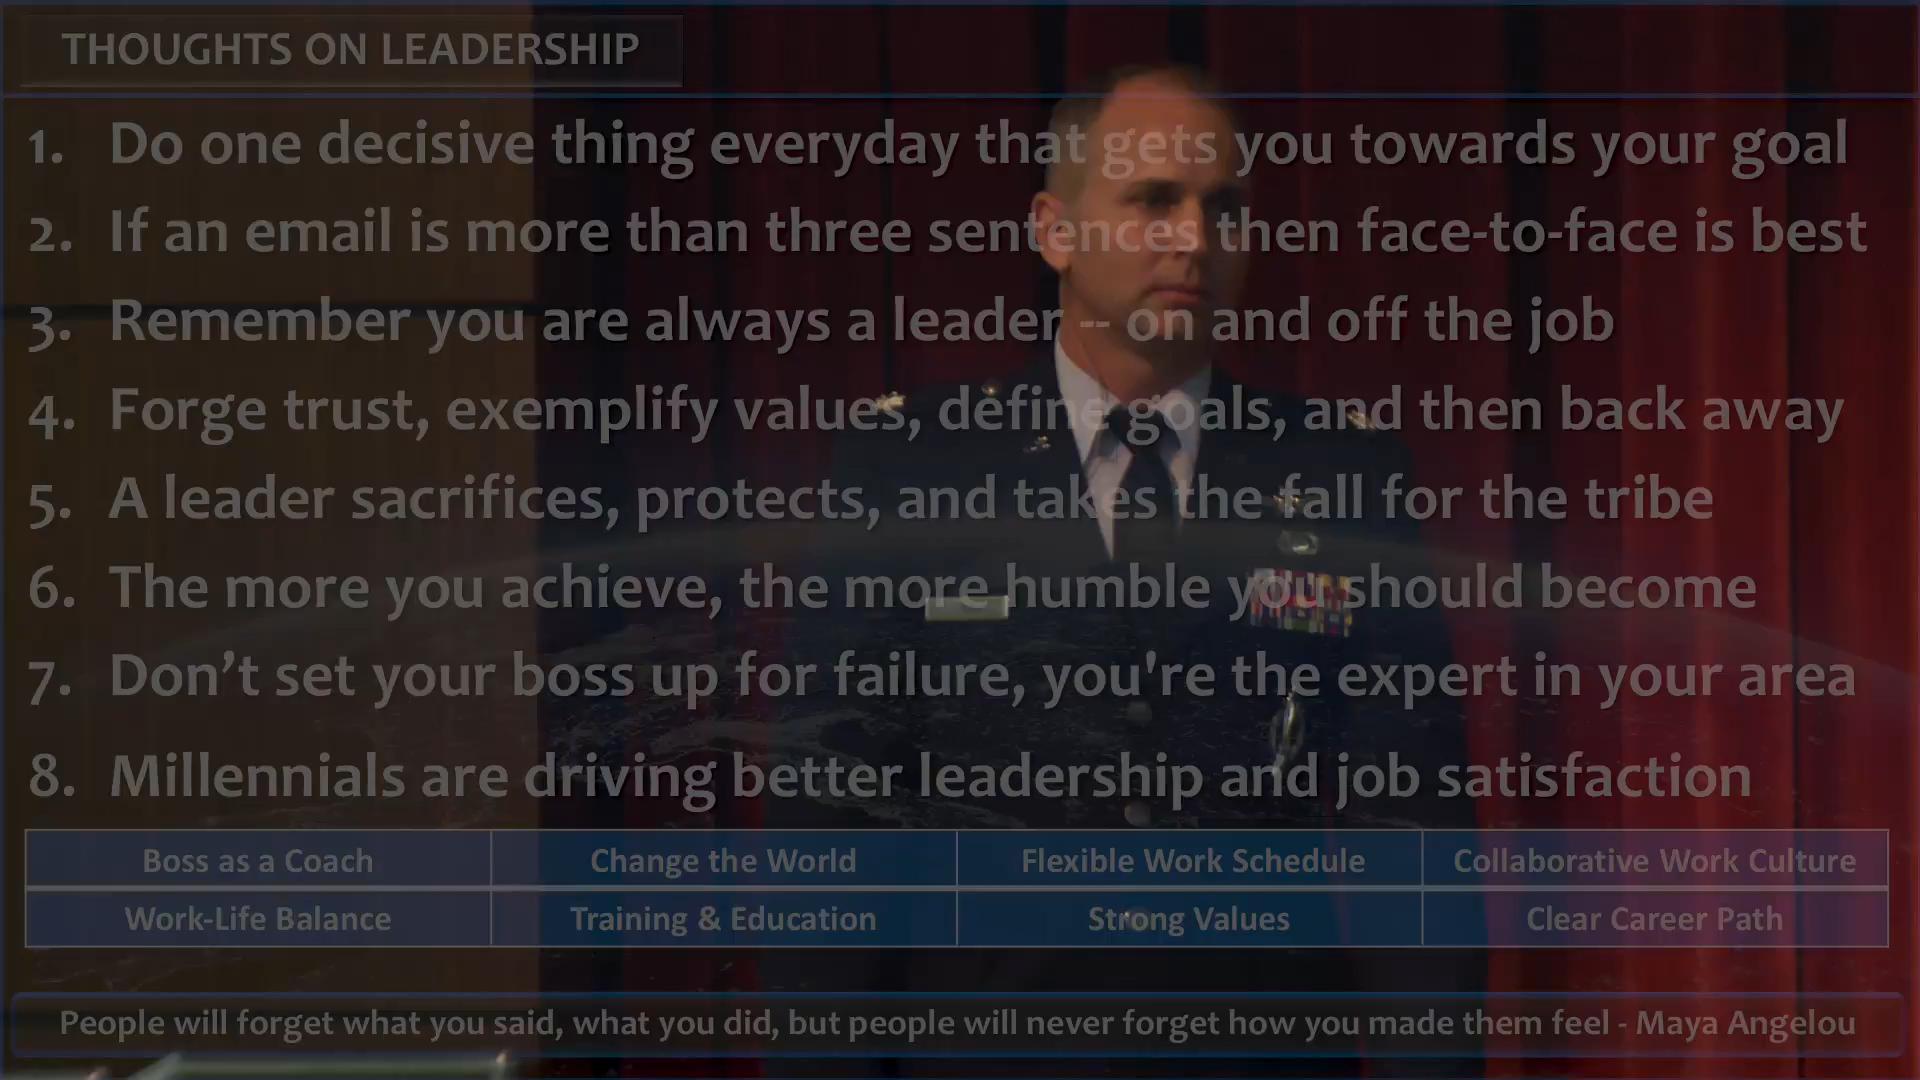 THOUGHTS ON LEADERSHIP
1. Do one decisive thing everyday that gets you towards your goal
2. If an email is more than three sentences then face-to-face is best
3. Remember you are always a leader -- on and off the job
4. Forge trust, exemplify values, define goals, and then back away
5. A leader sacrifices, protects, and takes the fall for the tribe
6. The more you achieve, the more humble you should become
7. Don’t set your boss up for failure, you're the expert in your area
8. Millennials are driving better leadership and job satisfaction
Boss as a Coach Change the World Flexible Work Schedule Collaborative Work Culture
Work-Life Balance Training & Education Strong Values Clear Career Path
People will forget what you said, what you did, but people will never forget how you made them feel - Maya Angelou